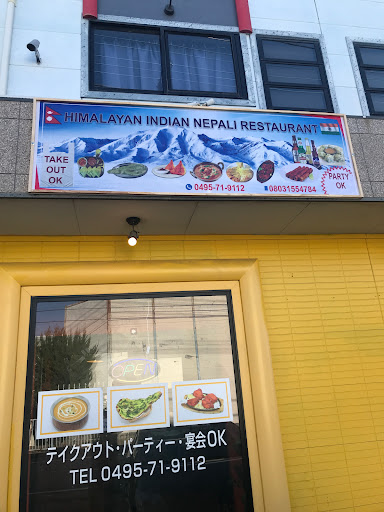 HIMALAYAN INDIAN NEPALI RESTAURANT
TAKE
OUT
OK
0495-71-9112
08031554784
PARTY
OK
OPEN
テイクアウト・パーティー・宴会OK
TEL 0495-71-9112